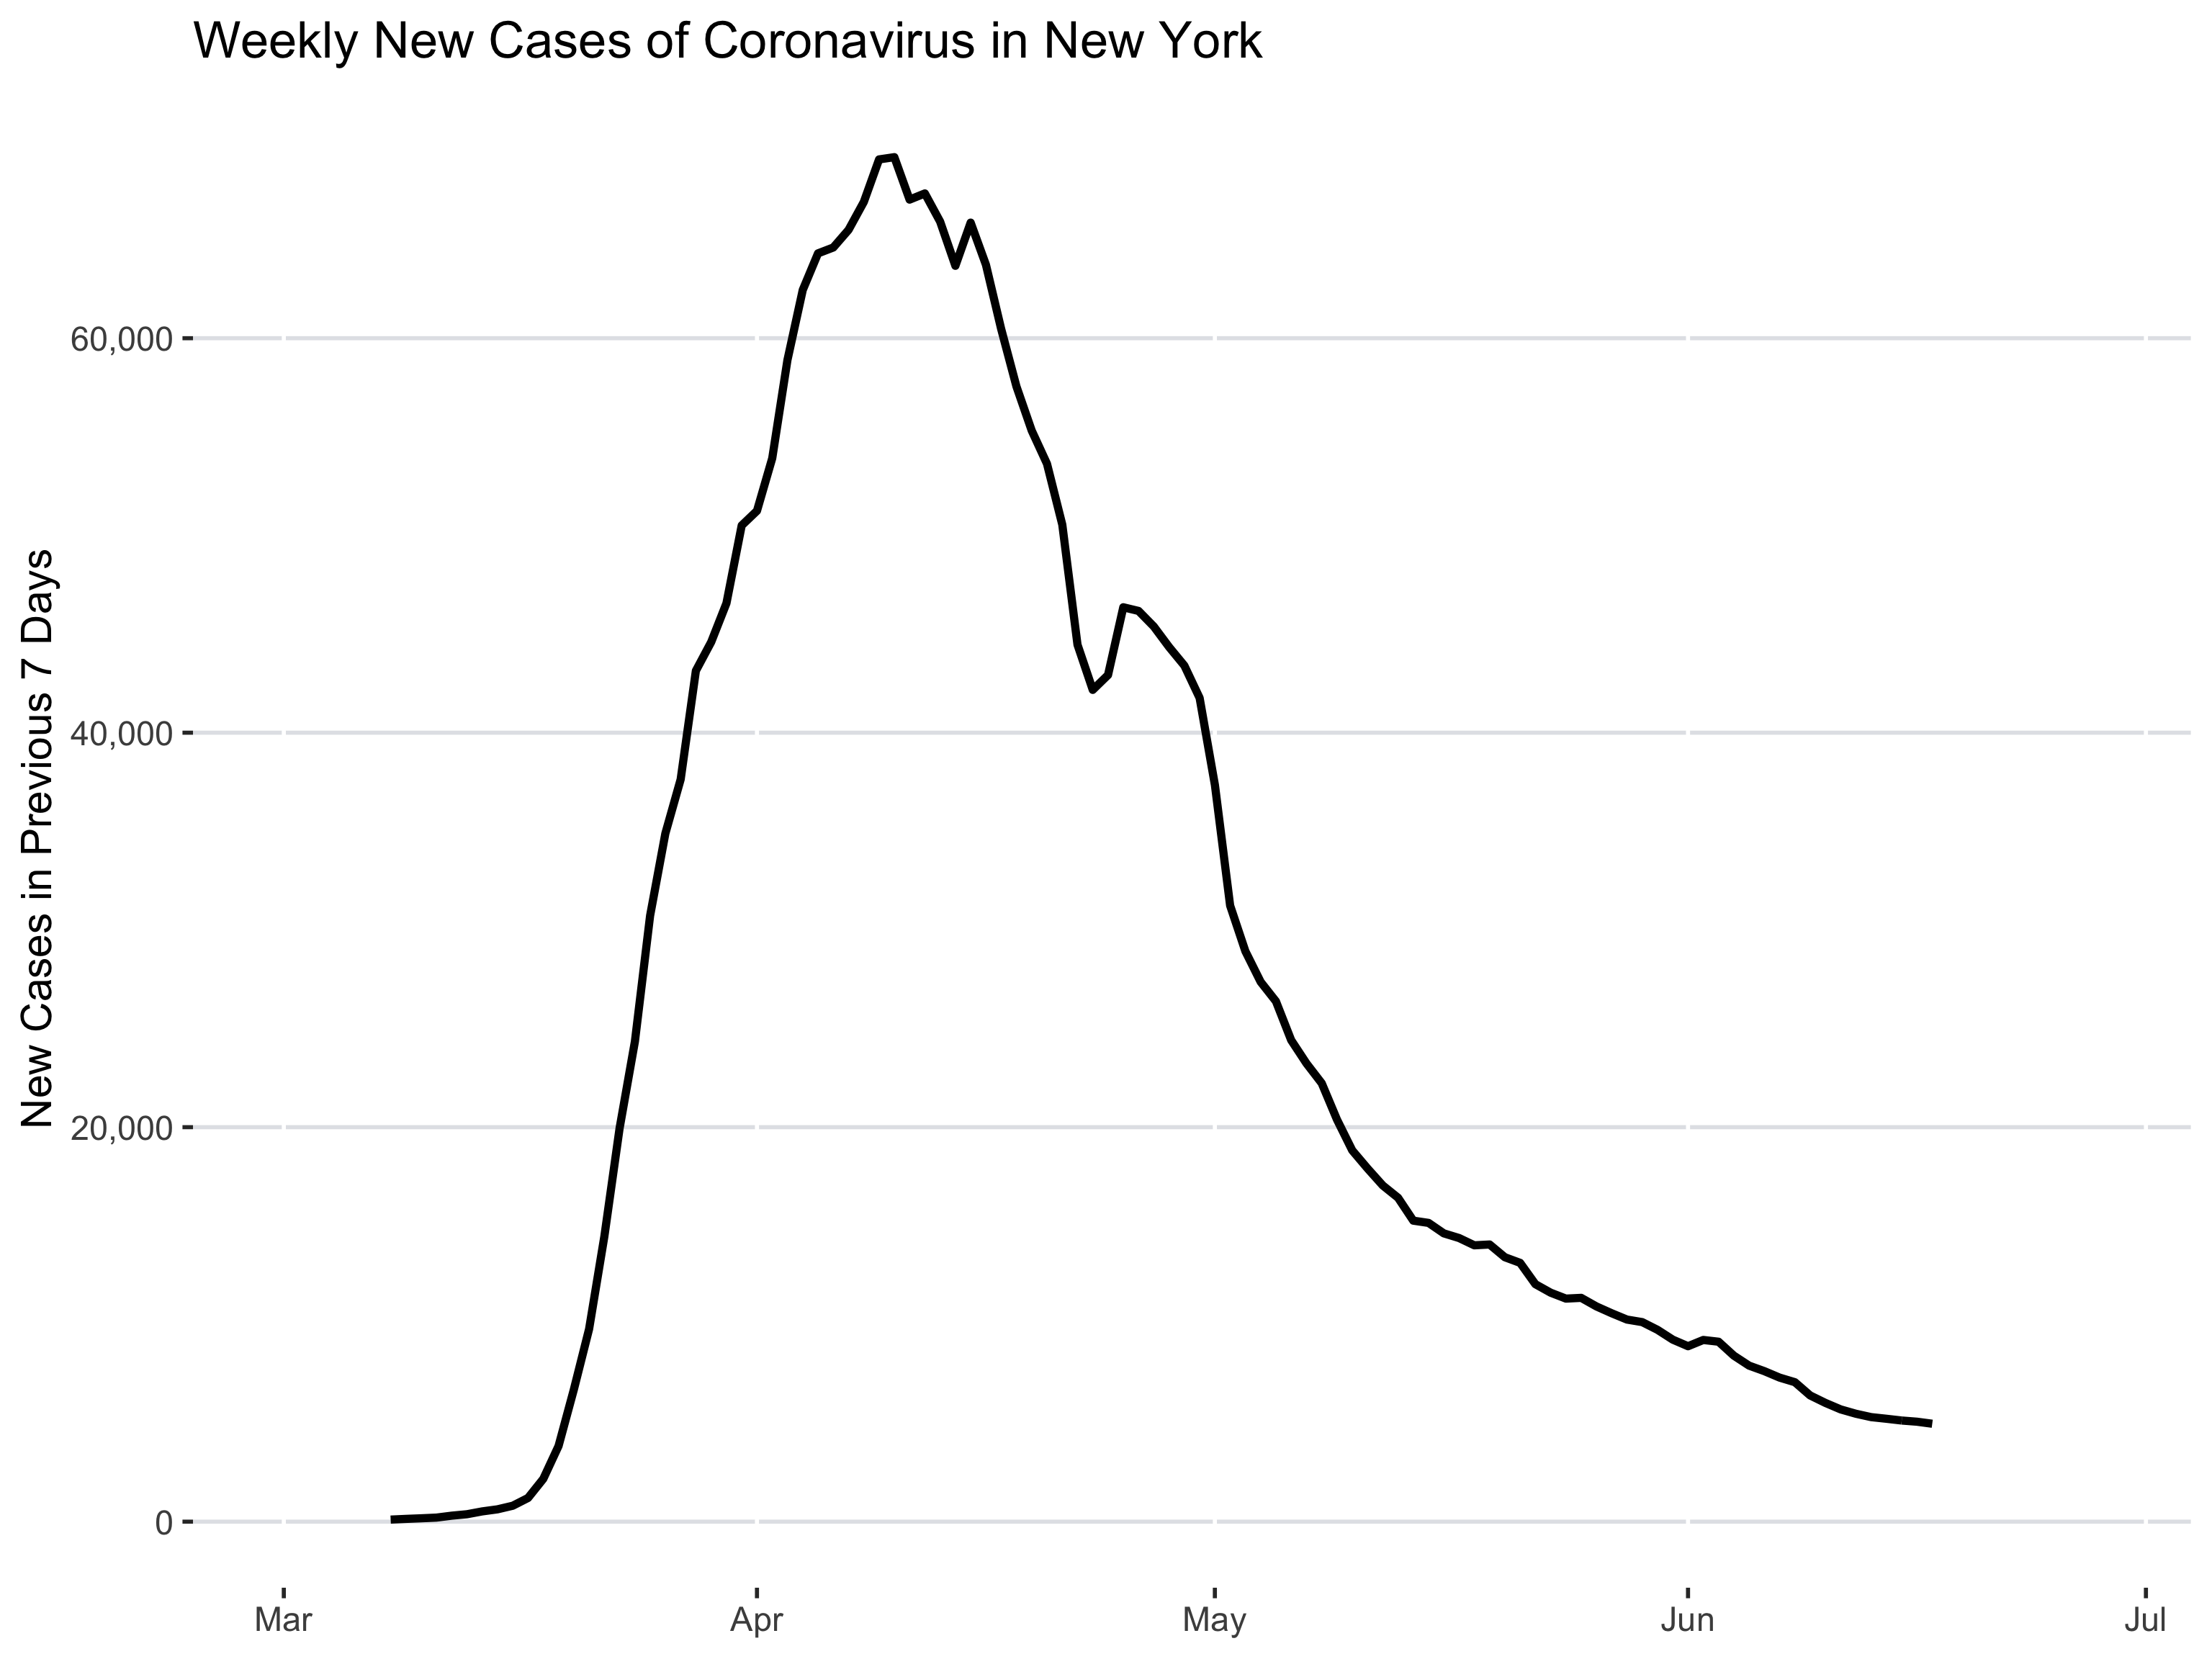 Weekly New Cases of Coronavirus in New York
New Cases in Previous 7 Days
60,000
40,000
20,000
0
Mar
Apr
May
Jun
Jul